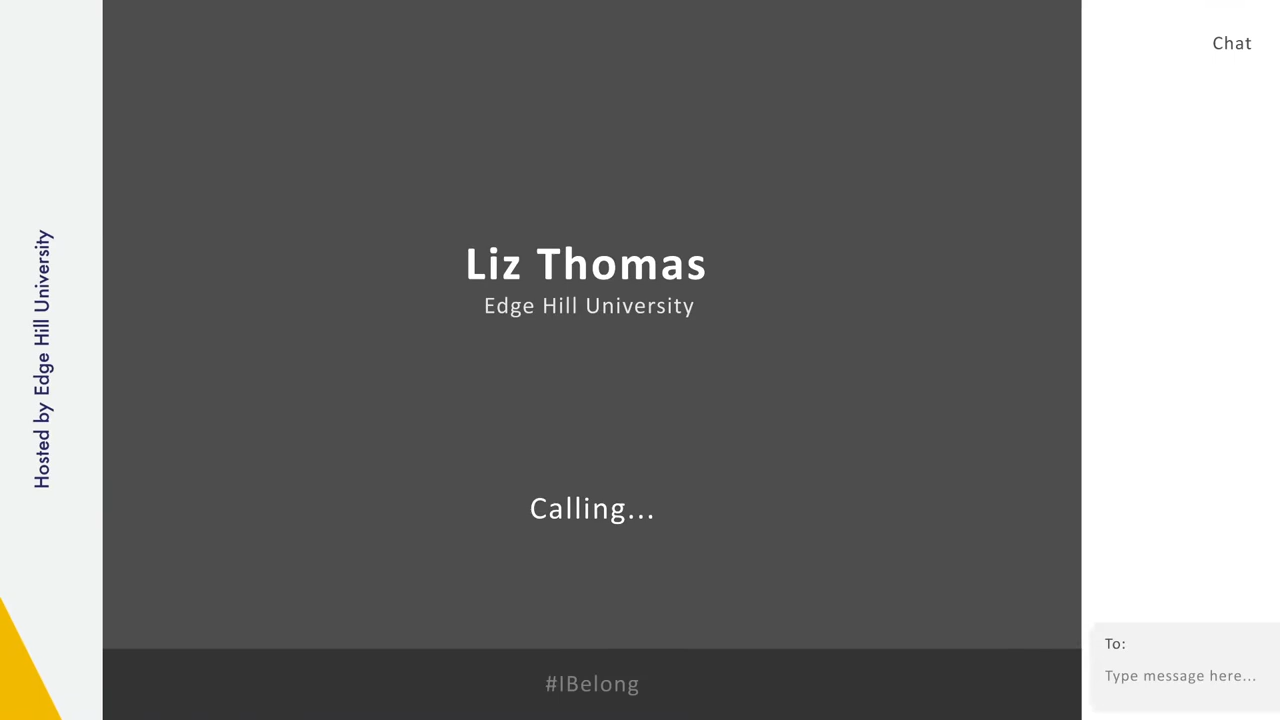 Hosted by Edge Hill University
Chat
Liz Thomas
Edge Hill University
Calling...
#IBelong
To:
Type message here...